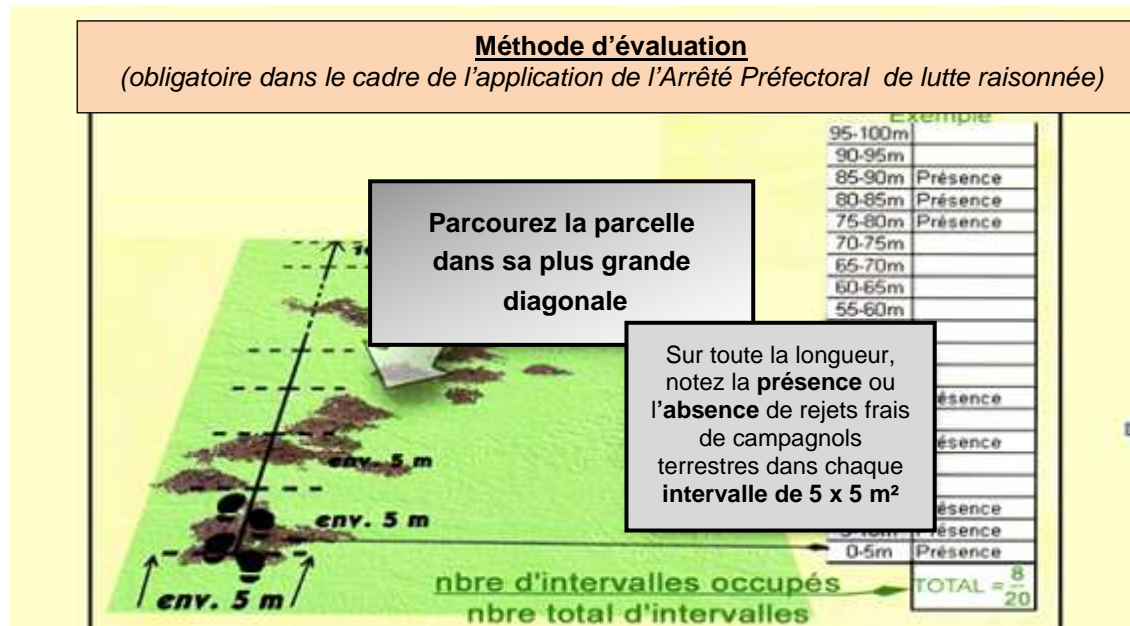 Méthode d'évaluation
(obligatoire dans le cadre de l'application de l'Arrêté Préfectoral de lutte raisonnée)
Exemple
95-100m
90-95m
85-90m Présence
80-85m Présence
75-80m Présence
70-75m
65-70m
60-65m
55-60m
Parcourez la parcelle
dans sa plus grande
diagonale
Sur toute la longueur,
notez la présence ou
l'absence de rejets frais
de campagnols
terrestres dans chaque
intervalle de 5 x 5 m²
Présence
0-5m Présence
TOTAL = 8/20
env. 5 m
env. 5 m
env. 5 m
nbre d'intervalles occupés
nbre total d'intervalles